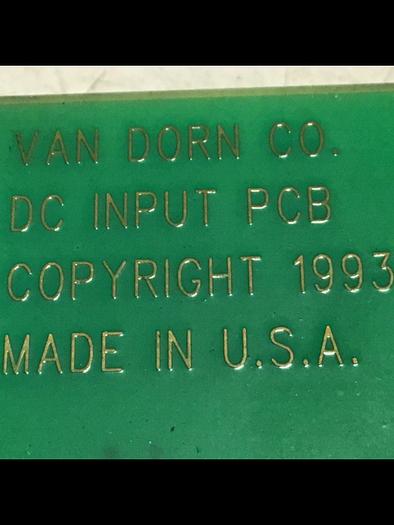 VAN DORN CO.
DC INPUT PCB
COPYRIGHT 1993
MADE IN U.S.A.